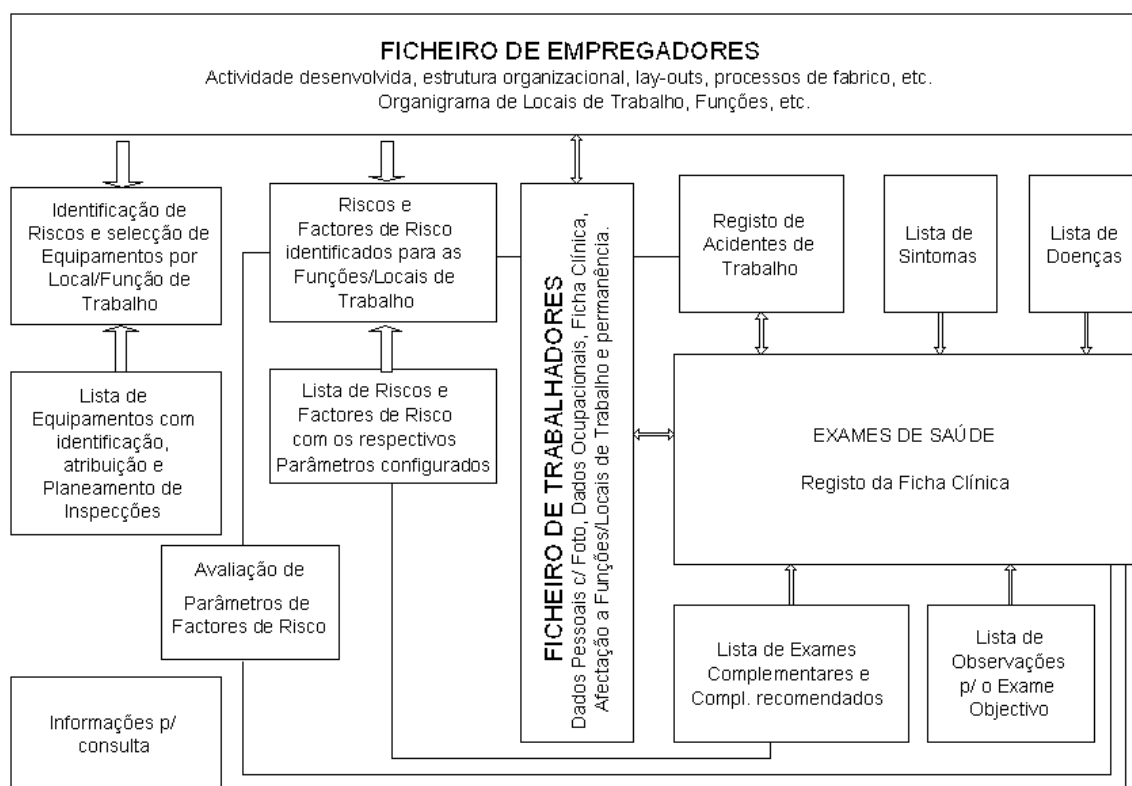 FICHEIRO DE EMPREGADORES
Actividade desenvolvida, estrutura organizacional, lay-outs, processos de fabrico, etc.
Organigrama de Locais de Trabalho, Funções, etc.
Identificação de
Riscos e selecção de
Equipamentos por
Local/Função de
Trabalho
Riscos e
Factores de Risco
identificados para as
Funções/Locais de
Trabalho
FICHEIRO DE TRABALHADORES
Dados Pessoais c/ Foto, Dados Ocupacionais, Ficha Clínica,
Afectação a Funções/Locais de Trabalho e permanência.
Registo de
Acidentes de
Trabalho
Lista de
Sintomas
Lista de
Doenças
Lista de
Equipamentos com
identificação,
atribuição e
Planeamento de
Inspecções
Lista de Riscos e
Factores de Risco
com os respectivos
Parâmetros configurados
EXAMES DE SAÚDE
Registo da Ficha Clínica
Avaliação de
Parâmetros de
Factores de Risco
Lista de Exames
Complementares e
Compl. recomendados
Lista de
Observações
p/ o Exame
Objectivo
Informações p/
consulta